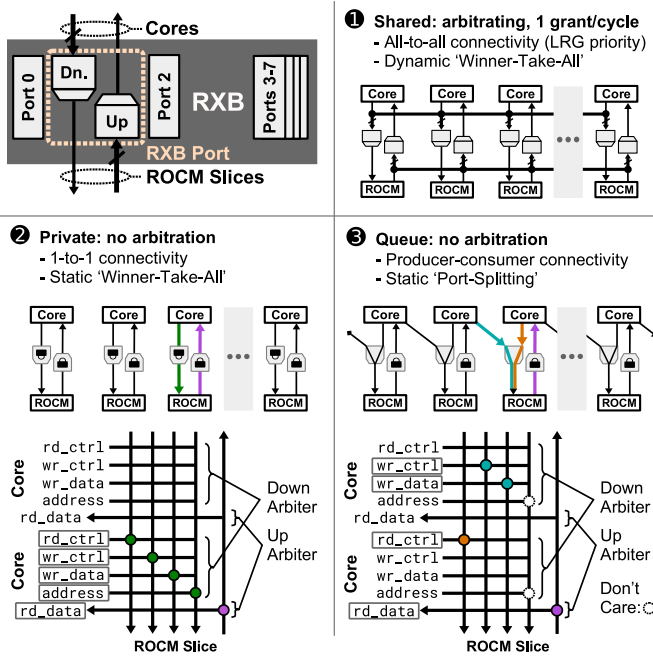 Cores
Port 0
Dn.
Up
Port 2
RXB
Ports 3-7
RXB Port
ROCM Slices
❶ Shared: arbitrating, 1 grant/cycle
- All-to-all connectivity (LRG priority)
- Dynamic ‘Winner-Take-All’
Core Core Core Core
ROCM ROCM ROCM ROCM
❷ Private: no arbitration
- 1-to-1 connectivity
- Static ‘Winner-Take-All’
Core Core Core Core
ROCM ROCM ROCM ROCM
Core
rd_ctrl
wr_ctrl
wr_data
address
rd_data
Core
rd_ctrl
wr_ctrl
wr_data
address
rd_data
Down
Arbiter
Up
Arbiter
ROCM Slice
❸ Queue: no arbitration
- Producer-consumer connectivity
- Static ‘Port-Splitting’
Core Core Core Core
ROCM ROCM ROCM ROCM
Core
rd_ctrl
wr_ctrl
wr_data
address
rd_data
Core
rd_ctrl
wr_ctrl
wr_data
address
rd_data
Down
Arbiter
Up
Arbiter
Don’t
Care:
ROCM Slice